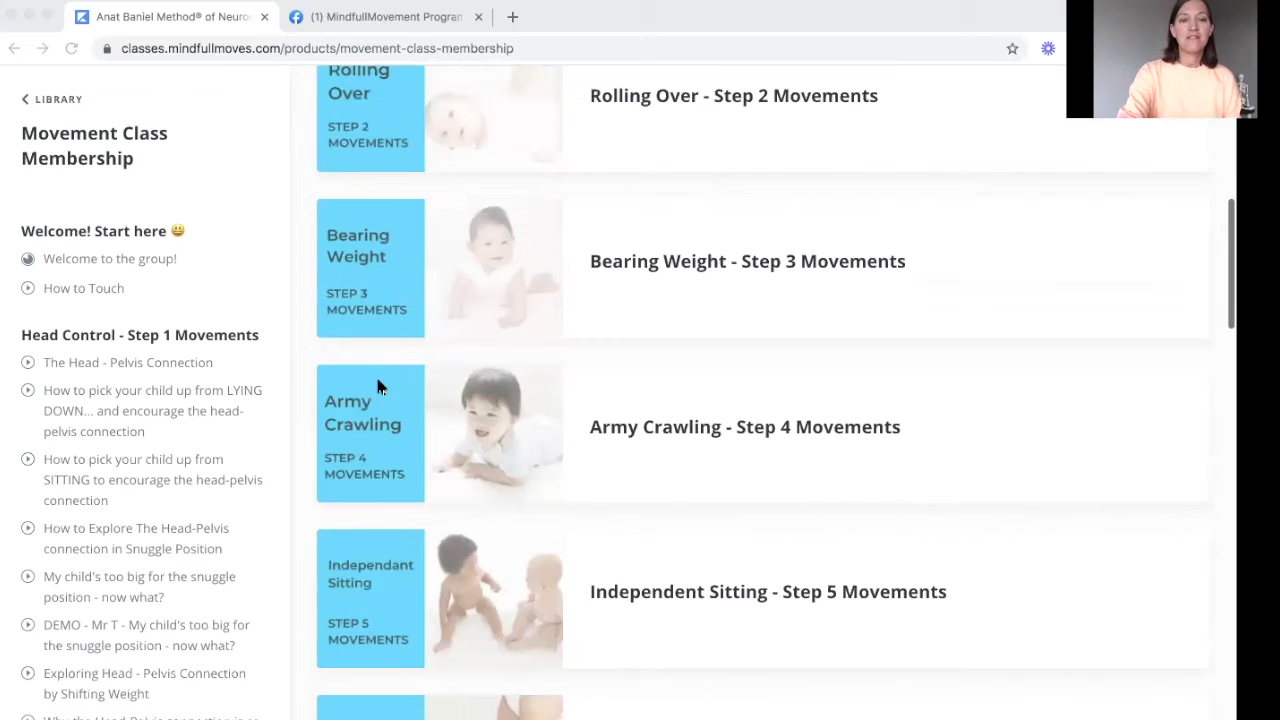 Anat Baniel Method® of Neuro
(1) MindfullMovement Program
classes.mindfullmoves.com/products/movement-class-membership
LIBRARY
Movement Class
Membership
Welcome! Start here 😃
Welcome to the group!
How to Touch
Head Control - Step 1 Movements
The Head - Pelvis Connection
How to pick your child up from LYING
DOWN... and encourage the head-
pelvis connection
How to pick your child up from
SITTING to encourage the head-pelvis
connection
How to Explore The Head-Pelvis
connection in Snuggle Position
My child's too big for the snuggle
position - now what?
DEMO - Mr T - My child's too big for
the snuggle position - now what?
Exploring Head - Pelvis Connection
by Shifting Weight
Rolling
Over
STEP 2
MOVEMENTS
Rolling Over - Step 2 Movements
Bearing
Weight
STEP 3
MOVEMENTS
Bearing Weight - Step 3 Movements
Army
Crawling
STEP 4
MOVEMENTS
Army Crawling - Step 4 Movements
Independant
Sitting
STEP 5
MOVEMENTS
Independent Sitting - Step 5 Movements